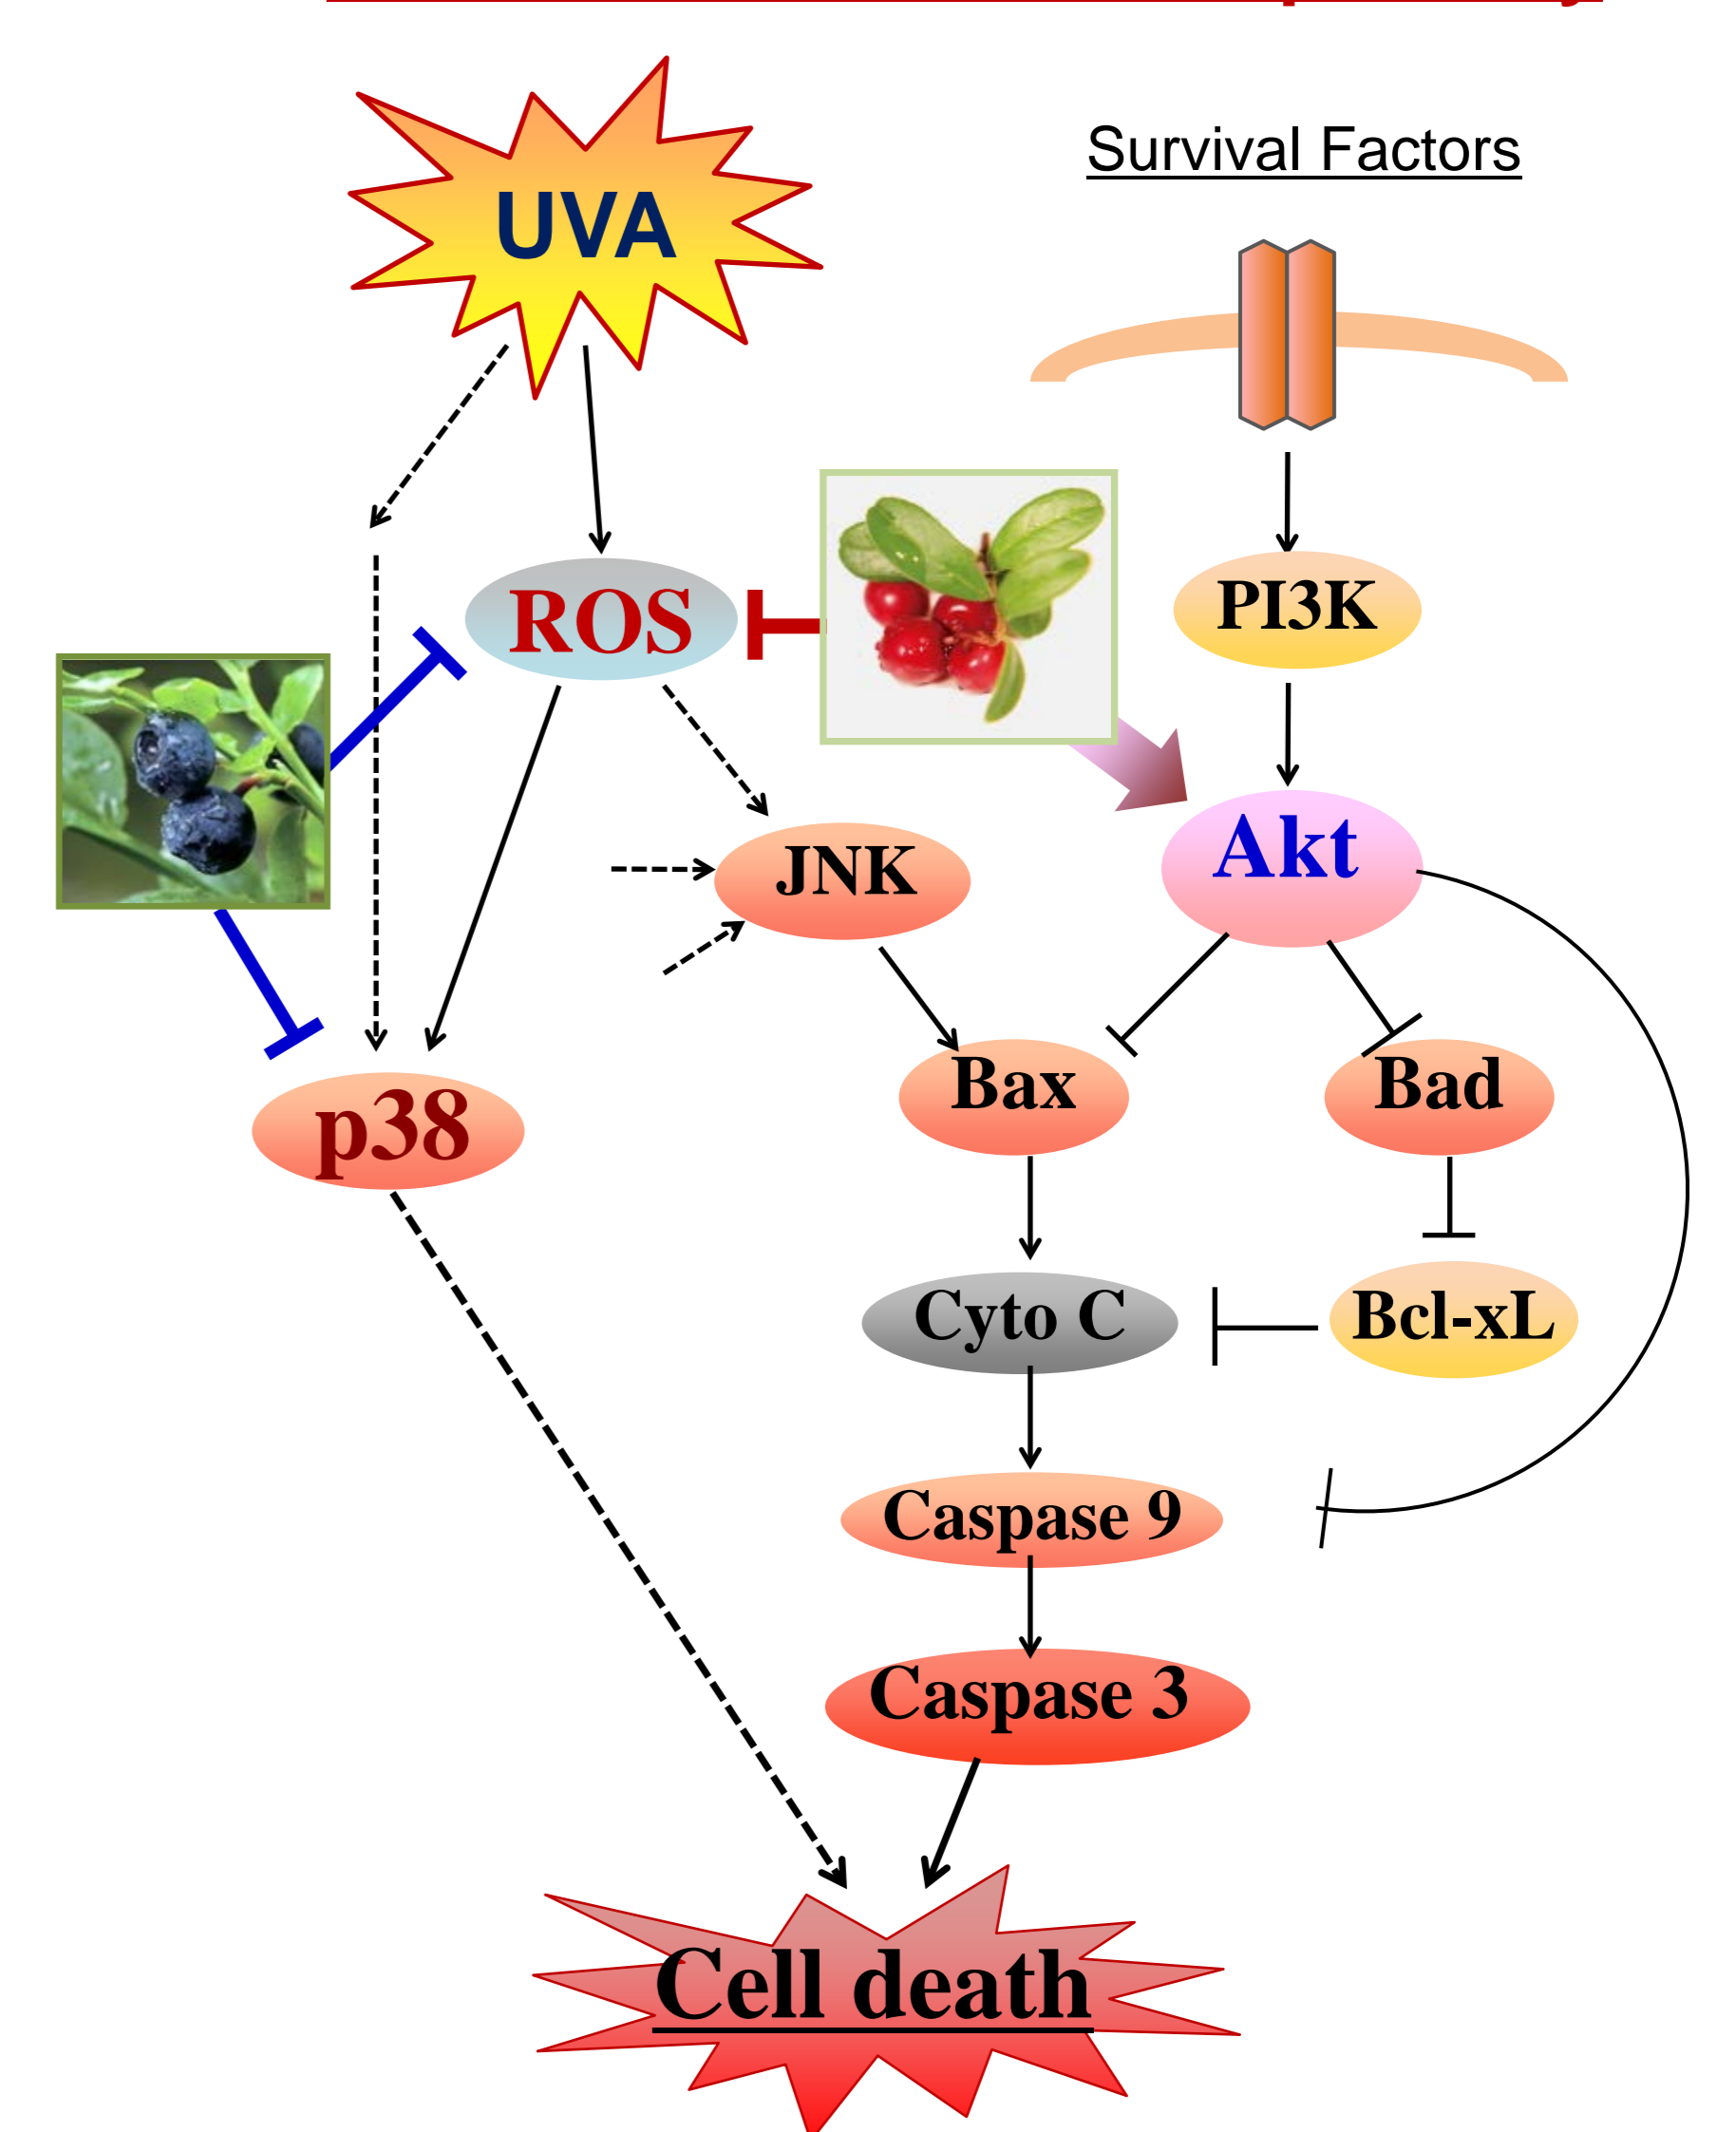 UVA
Survival Factors
ROS
PI3K
JNK
Akt
p38
Bax
Bad
Cyto C
Bcl-xL
Caspase 9
Caspase 3
Cell death